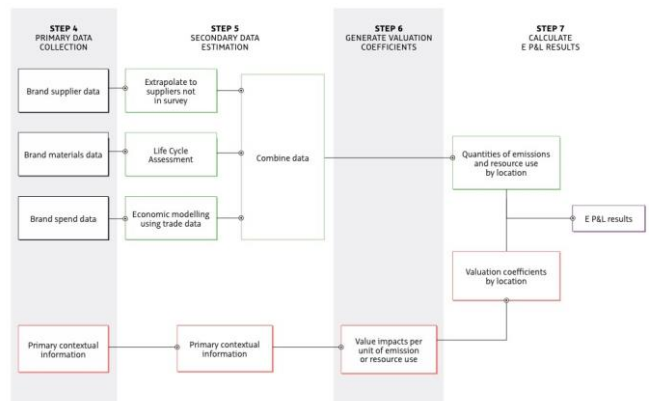 STEP 4
PRIMARY DATA
COLLECTION
STEP 5
SECONDARY DATA
ESTIMATION
STEP 6
GENERATE VALUATION
COEFFICIENTS
STEP 7
CALCULATE
E P&L RESULTS
Brand supplier data
Extrapolate to
suppliers not
in survey
Brand materials data
Life Cycle
Assessment
Combine data
Quantities of emissions
and resource use
by location
Brand spend data
Economic modelling
using trade data
E P&L results
Valuation coefficients
by location
Primary contextual
information
Primary contextual
information
Value impacts per
unit of emission
or resource use